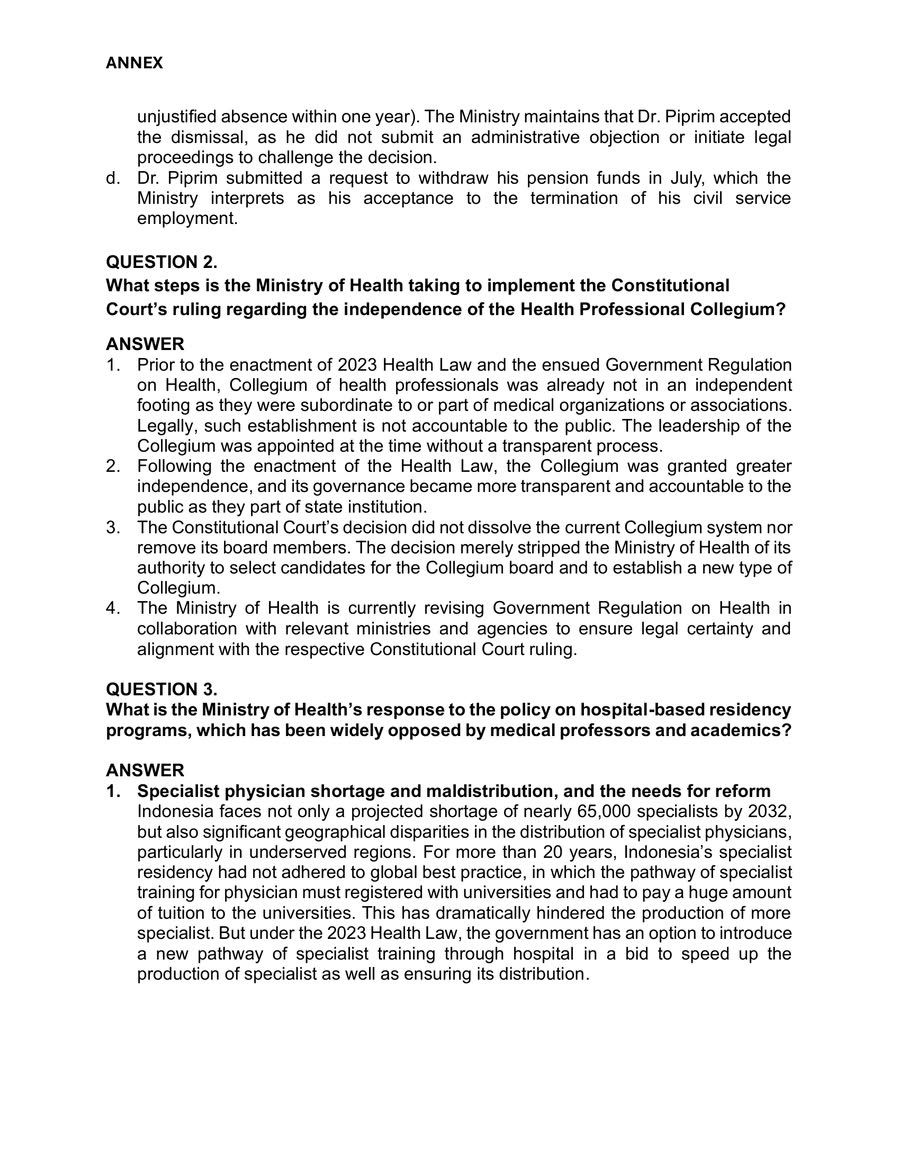 ANNEX
unjustified absence within one year). The Ministry maintains that Dr. Piprim accepted
the dismissal, as he did not submit an administrative objection or initiate legal
proceedings to challenge the decision.
d. Dr. Piprim submitted a request to withdraw his pension funds in July, which the
Ministry interprets as his acceptance to the termination of his civil service
employment.
QUESTION 2.
What steps is the Ministry of Health taking to implement the Constitutional
Court’s ruling regarding the independence of the Health Professional Collegium?
ANSWER
1. Prior to the enactment of 2023 Health Law and the ensued Government Regulation
on Health, Collegium of health professionals was already not in an independent
footing as they were subordinate to or part of medical organizations or associations.
Legally, such establishment is not accountable to the public. The leadership of the
Collegium was appointed at the time without a transparent process.
2. Following the enactment of the Health Law, the Collegium was granted greater
independence, and its governance became more transparent and accountable to the
public as they part of state institution.
3. The Constitutional Court’s decision did not dissolve the current Collegium system nor
remove its board members. The decision merely stripped the Ministry of Health of its
authority to select candidates for the Collegium board and to establish a new type of
Collegium.
4. The Ministry of Health is currently revising Government Regulation on Health in
collaboration with relevant ministries and agencies to ensure legal certainty and
alignment with the respective Constitutional Court ruling.
QUESTION 3.
What is the Ministry of Health’s response to the policy on hospital-based residency
programs, which has been widely opposed by medical professors and academics?
ANSWER
1. Specialist physician shortage and maldistribution, and the needs for reform
Indonesia faces not only a projected shortage of nearly 65,000 specialists by 2032,
but also significant geographical disparities in the distribution of specialist physicians,
particularly in underserved regions. For more than 20 years, Indonesia’s specialist
residency had not adhered to global best practice, in which the pathway of specialist
training for physician must registered with universities and had to pay a huge amount
of tuition to the universities. This has dramatically hindered the production of more
specialist. But under the 2023 Health Law, the government has an option to introduce
a new pathway of specialist training through hospital in a bid to speed up the
production of specialist as well as ensuring its distribution.